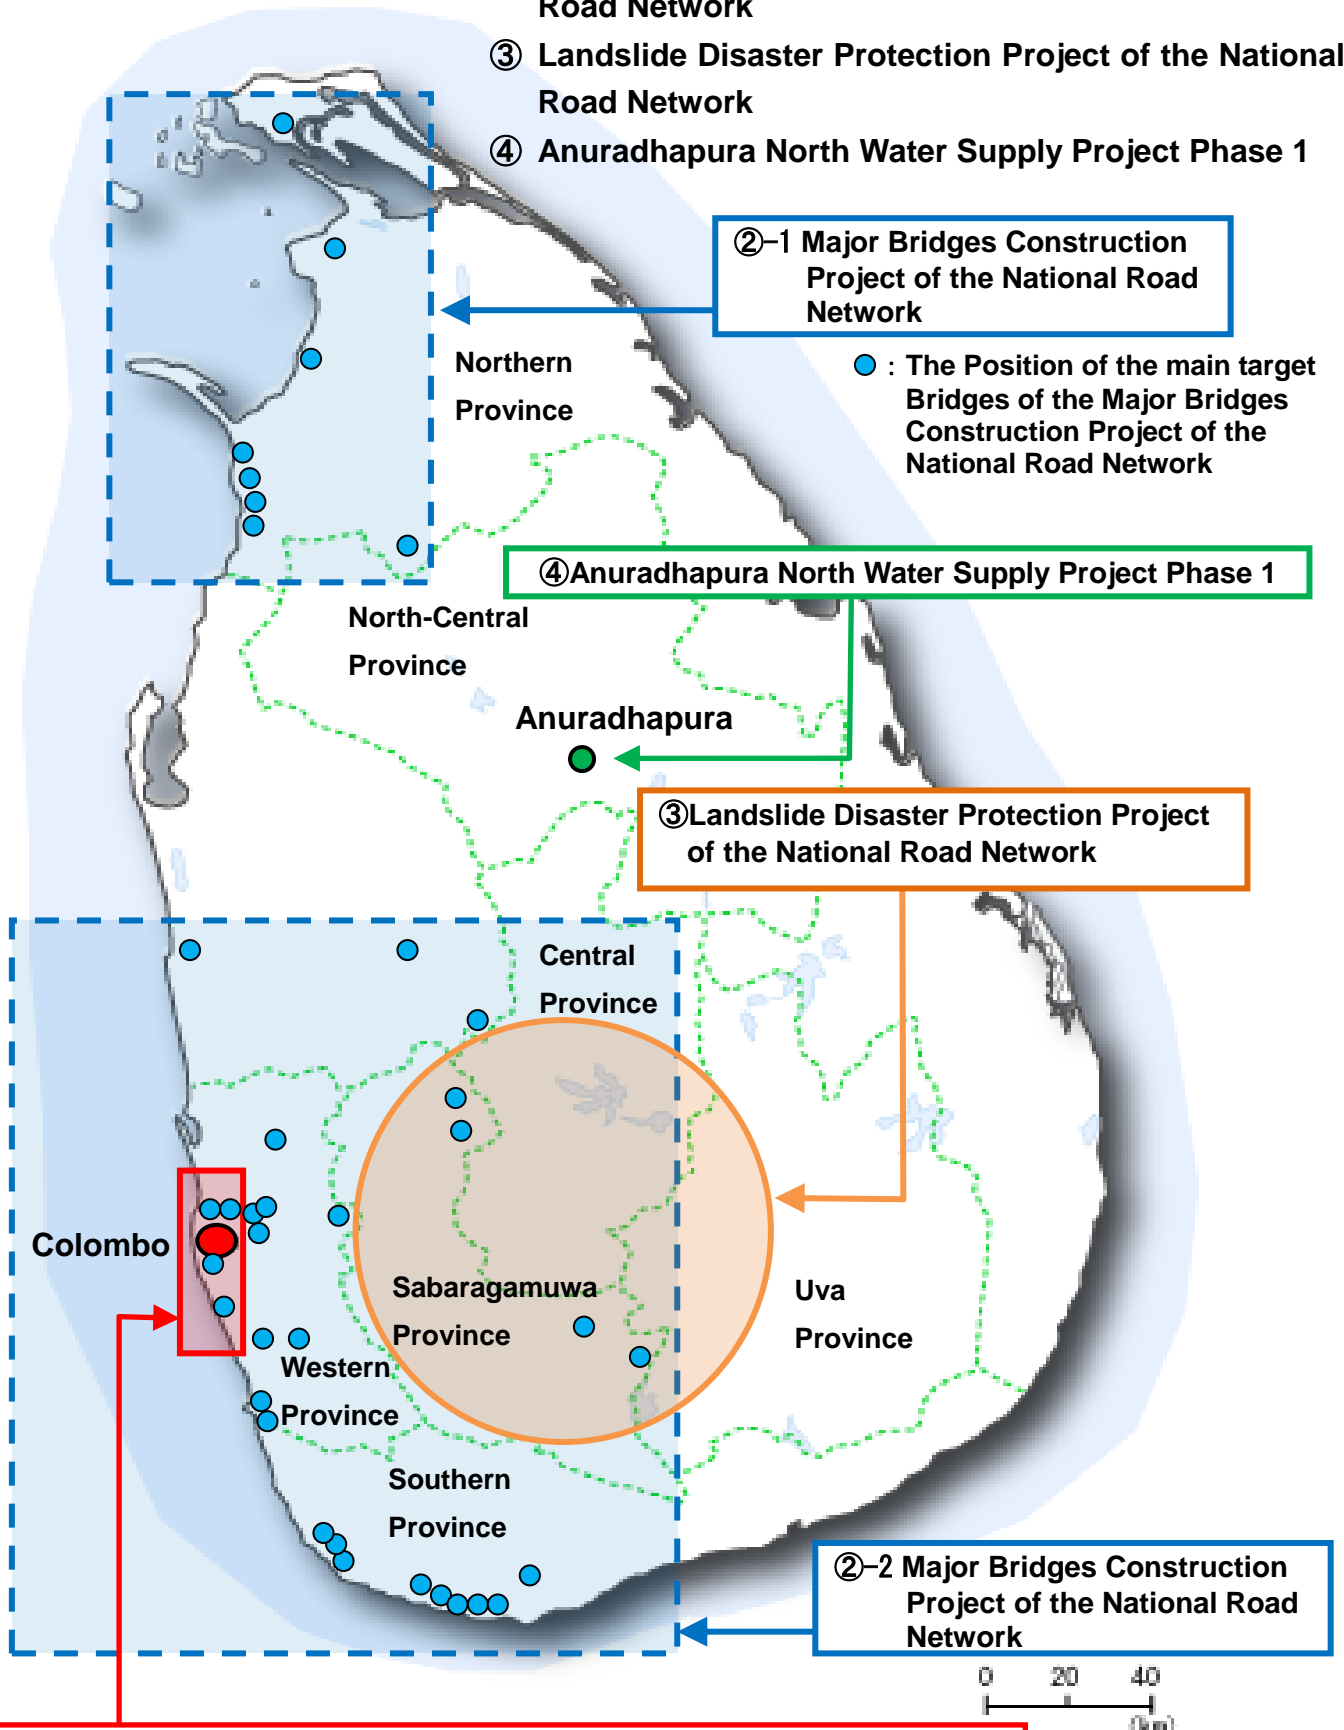 Road Network
③ Landslide Disaster Protection Project of the National
Road Network
④ Anuradhapura North Water Supply Project Phase 1
②-1 Major Bridges Construction
Project of the National Road
Network
: The Position of the main target
Bridges of the Major Bridges
Construction Project of the
National Road Network
Northern
Province
④Anuradhapura North Water Supply Project Phase 1
North-Central
Province
Anuradhapura
③Landslide Disaster Protection Project
of the National Road Network
Central
Province
Colombo
Sabaragamuwa
Province
Uva
Province
Western
Province
Southern
Province
②-2 Major Bridges Construction
Project of the National Road
Network
0 20 40
(km)